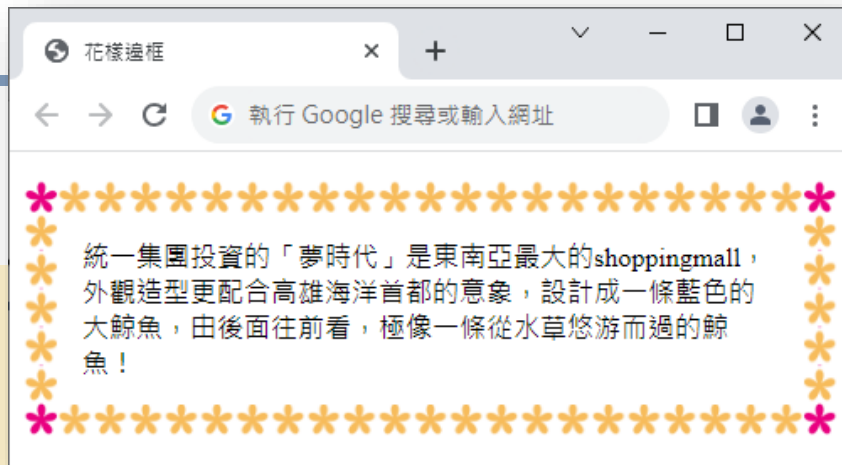 花樣邊框
執行 Google 搜尋或輸入網址
統一集團投資的「夢時代」是東南亞最大的shoppingmall，
外觀造型更配合高雄海洋首都的意象，設計成一條藍色的
大鯨魚，由後面往前看，極像一條從水草悠游而過的鯨
魚！